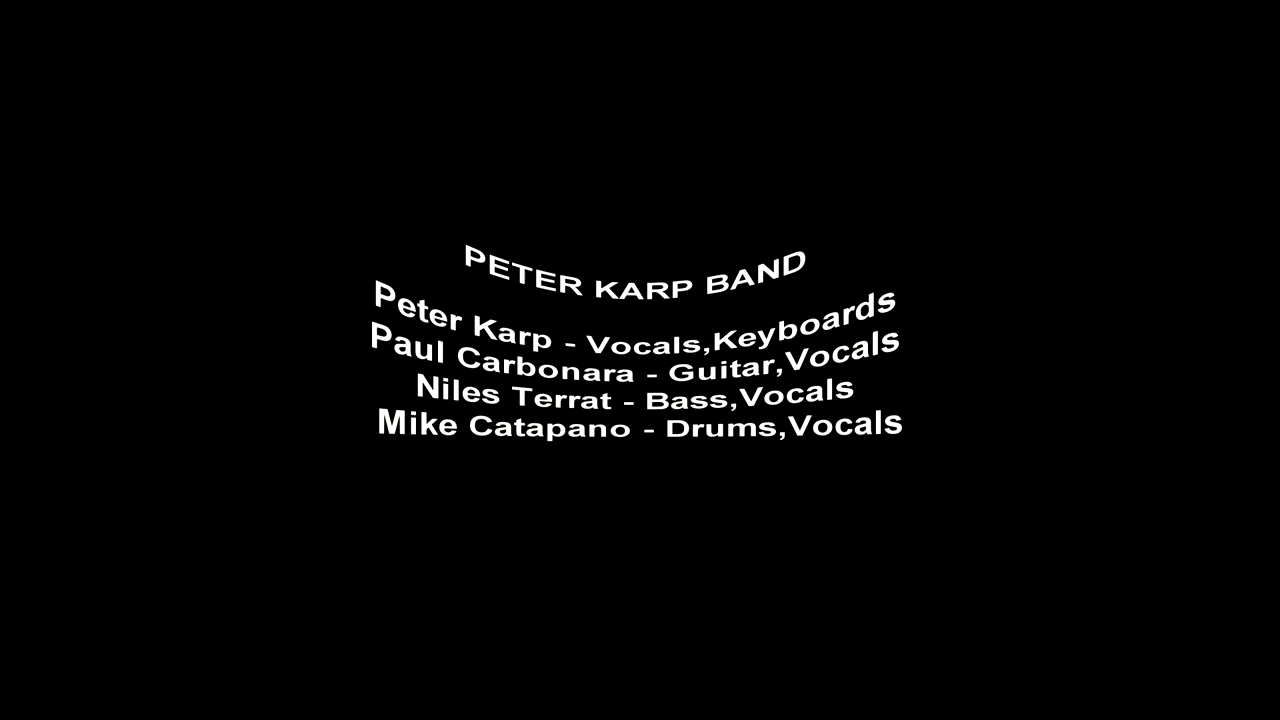 PETER KARP BAND
Peter Karp - Vocals,Keyboards
Paul Carbonara - Guitar,Vocals
Niles Terrat - Bass,Vocals
Mike Catapano - Drums,Vocals